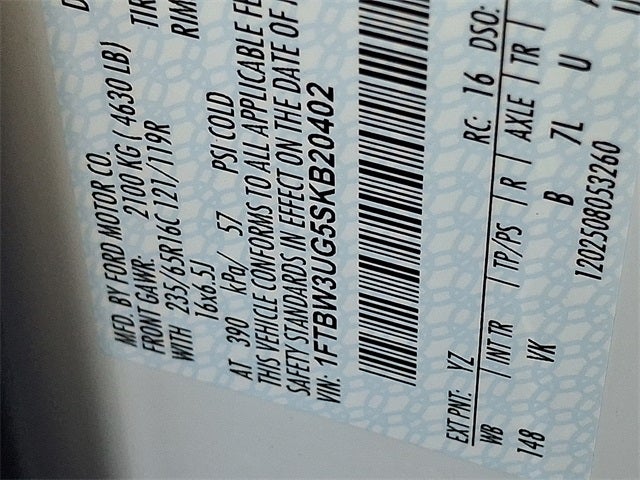 MFD. BY FORD MOTOR CO.
FRONT GAWR: 2100 KG ( 4630 LB)
WITH 235/65R16C 121/119R TIR
16x6.5J RIM
AT 390 kPa/ 57 PSI COLD
THIS VEHICLE CONFORMS TO ALL APPLICABLE FE
SAFETY STANDARDS IN EFFECT ON THE DATE OF
VIN: 1FTBW3UG5SKB20402
EXT PNT: YZ RC: 16 DSO:
WB | INT TR | TP/PS | R | AXLE | TR |
148 VK B 7L U
12025080553260